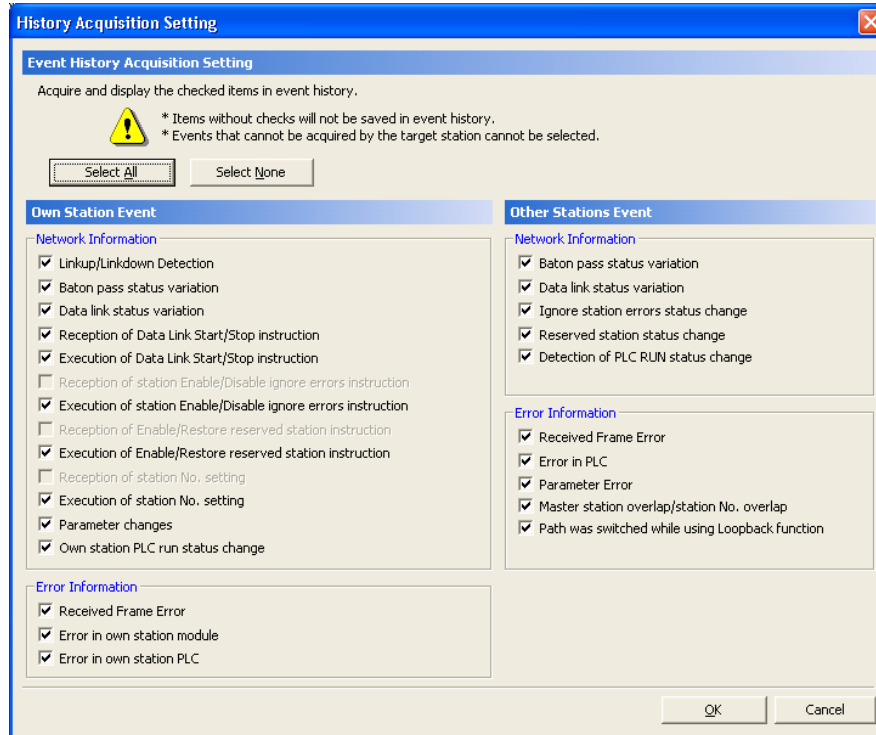 History Acquisition Setting
Event History Acquisition Setting
Acquire and display the checked items in event history.
* Items without checks will not be saved in event history.
* Events that cannot be acquired by the target station cannot be selected.
Select All
Select None
Own Station Event
Network Information
Linkup/Linkdown Detection
Baton pass status variation
Data link status variation
Reception of Data Link Start/Stop instruction
Execution of Data Link Start/Stop instruction
Reception of station Enable/Disable ignore errors instruction
Execution of station Enable/Disable ignore errors instruction
Reception of Enable/Restore reserved station instruction
Execution of Enable/Restore reserved station instruction
Reception of station No. setting
Execution of station No. setting
Parameter changes
Own station PLC run status change
Error Information
Received Frame Error
Error in own station module
Error in own station PLC
Other Stations Event
Network Information
Baton pass status variation
Data link status variation
Ignore station errors status change
Reserved station status change
Detection of PLC RUN status change
Error Information
Received Frame Error
Error in PLC
Parameter Error
Master station overlap/station No. overlap
Path was switched while using Loopback function
OK
Cancel